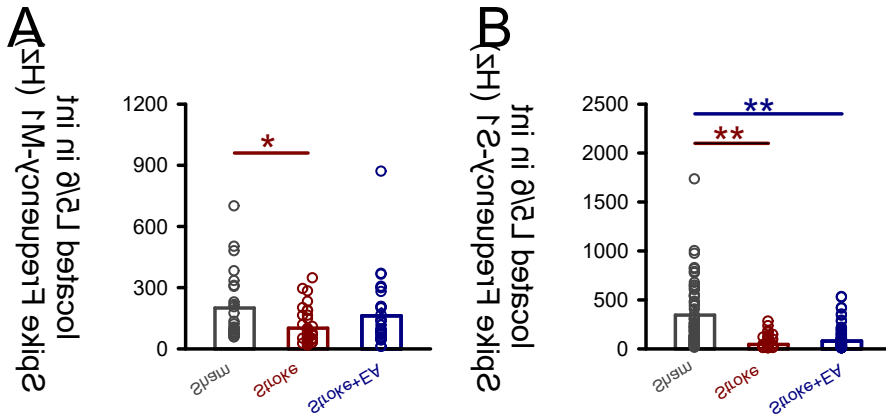 A
Spike Frequency-M1 (Hz)
located L5/6 in int
1200
900
600
300
0
*
Sham
Stroke
Stroke+EA
B
Spike Frequency-S1 (Hz)
located L5/6 in int
2500
2000
1500
1000
500
0
**
**
Sham
Stroke
Stroke+EA